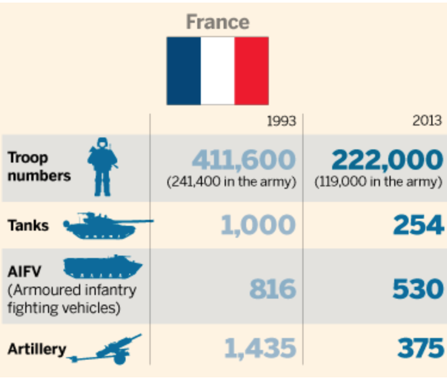 France
1993 2013
Troop
numbers
411,600 222,000
(241,400 in the army) (119,000 in the army)
Tanks 1,000 254
AIFV
(Armoured infantry
fighting vehicles)
816 530
Artillery 1,435 375